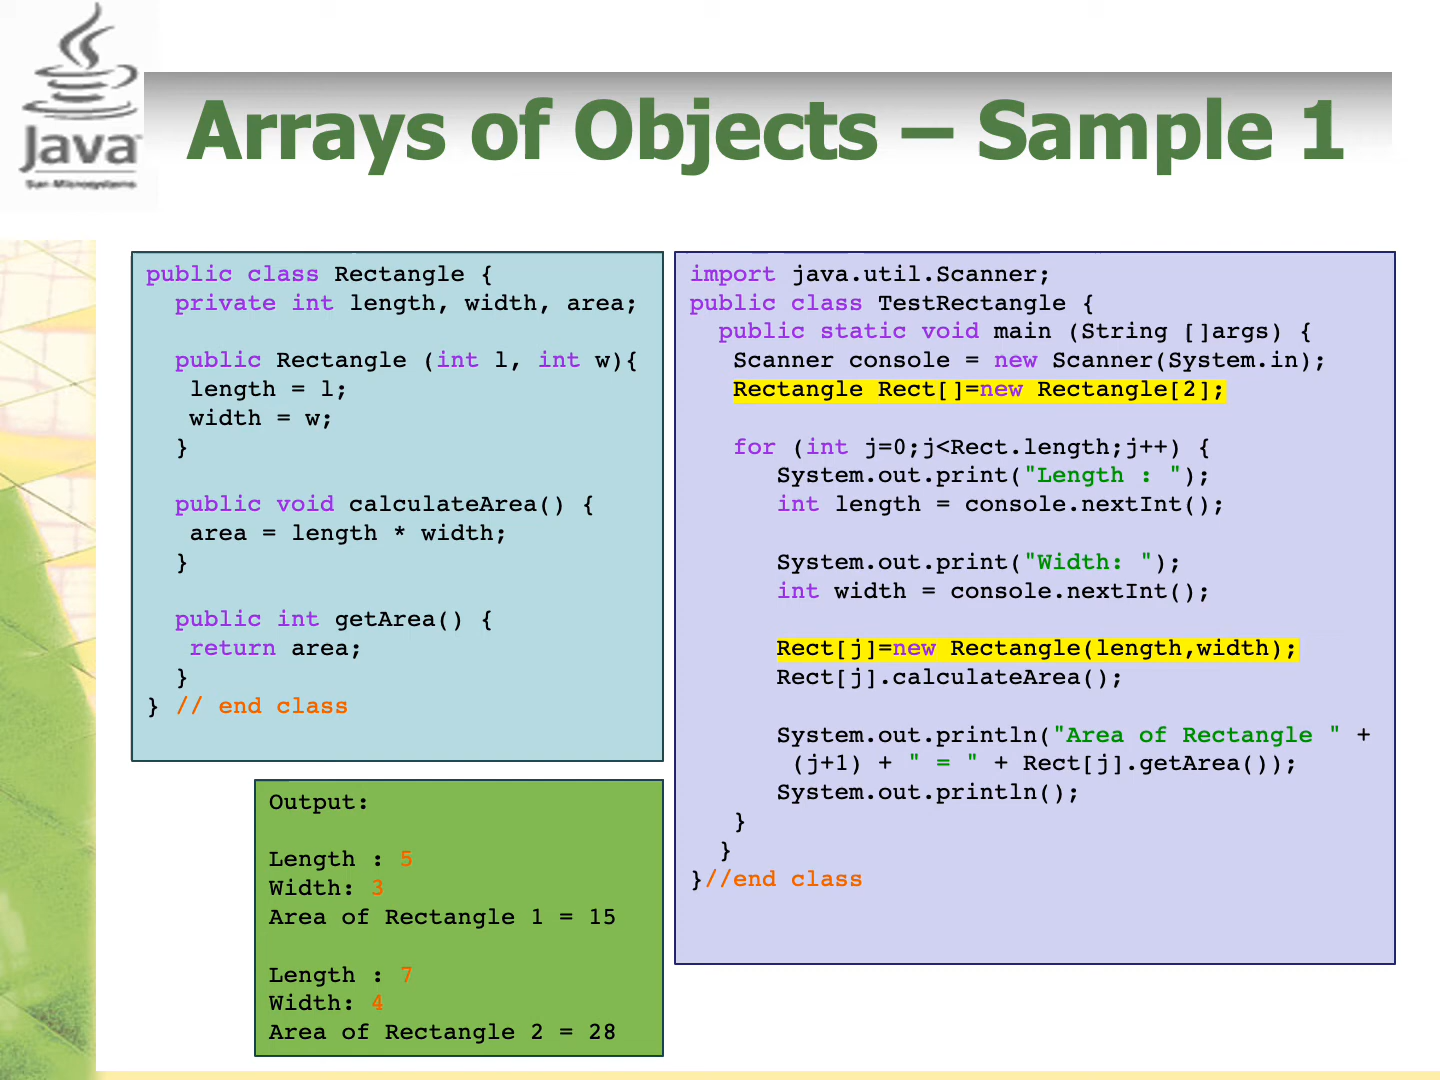 Java
Sun Microsystems
Arrays of Objects – Sample 1
public class Rectangle {
  private int length, width, area;

  public Rectangle (int l, int w){
   length = l;
   width = w;
  }

  public void calculateArea() {
   area = length * width;
  }

  public int getArea() {
   return area;
  }
} // end class
Output:

Length : 5
Width: 3
Area of Rectangle 1 = 15

Length : 7
Width: 4
Area of Rectangle 2 = 28
import java.util.Scanner;
public class TestRectangle {
  public static void main (String []args) {
   Scanner console = new Scanner(System.in);
   Rectangle Rect[]=new Rectangle[2];

   for (int j=0;j<Rect.length;j++) {
      System.out.print("Length : ");
      int length = console.nextInt();

      System.out.print("Width: ");
      int width = console.nextInt();

      Rect[j]=new Rectangle(length,width);
      Rect[j].calculateArea();

      System.out.println("Area of Rectangle " +
       (j+1) + " = " + Rect[j].getArea());
      System.out.println();
   }
  }
}//end class